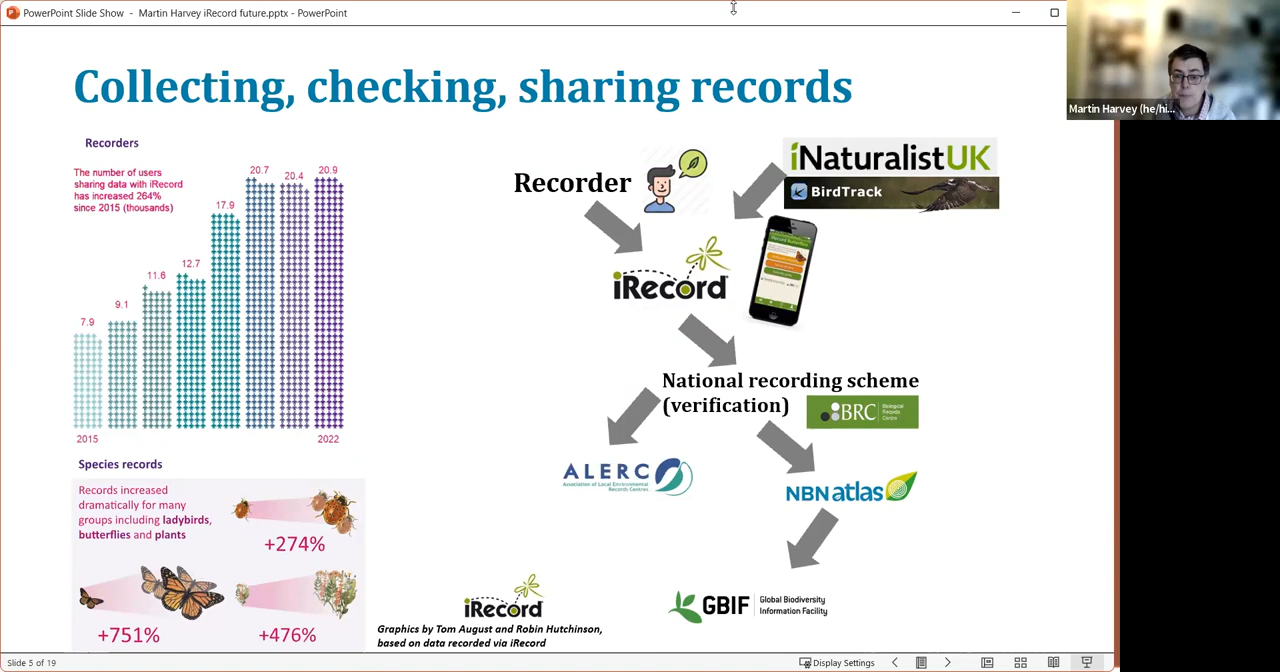 PowerPoint Slide Show - Martin Harvey iRecord future.pptx - PowerPoint
Martin Harvey (he/hi...
Collecting, checking, sharing records
Recorders
The number of users
sharing data with iRecord
has increased 264%
since 2015 (thousands)
7.9
9.1
11.6
12.7
17.9
20.7
20.4
20.9
2015
2022
Species records
Records increased
dramatically for many
groups including ladybirds,
butterflies and plants
+274%
+751%
+476%
Recorder
iNaturalistUK
BirdTrack
iRecord
National recording scheme
(verification)
BRC
Biological
Records
Centre
ALERC
Association of Local Environmental
Records Centres
NBN atlas
GBIF
Global Biodiversity
Information Facility
iRecord
Graphics by Tom August and Robin Hutchinson,
based on data recorded via iRecord
Slide 5 of 19
Display Settings